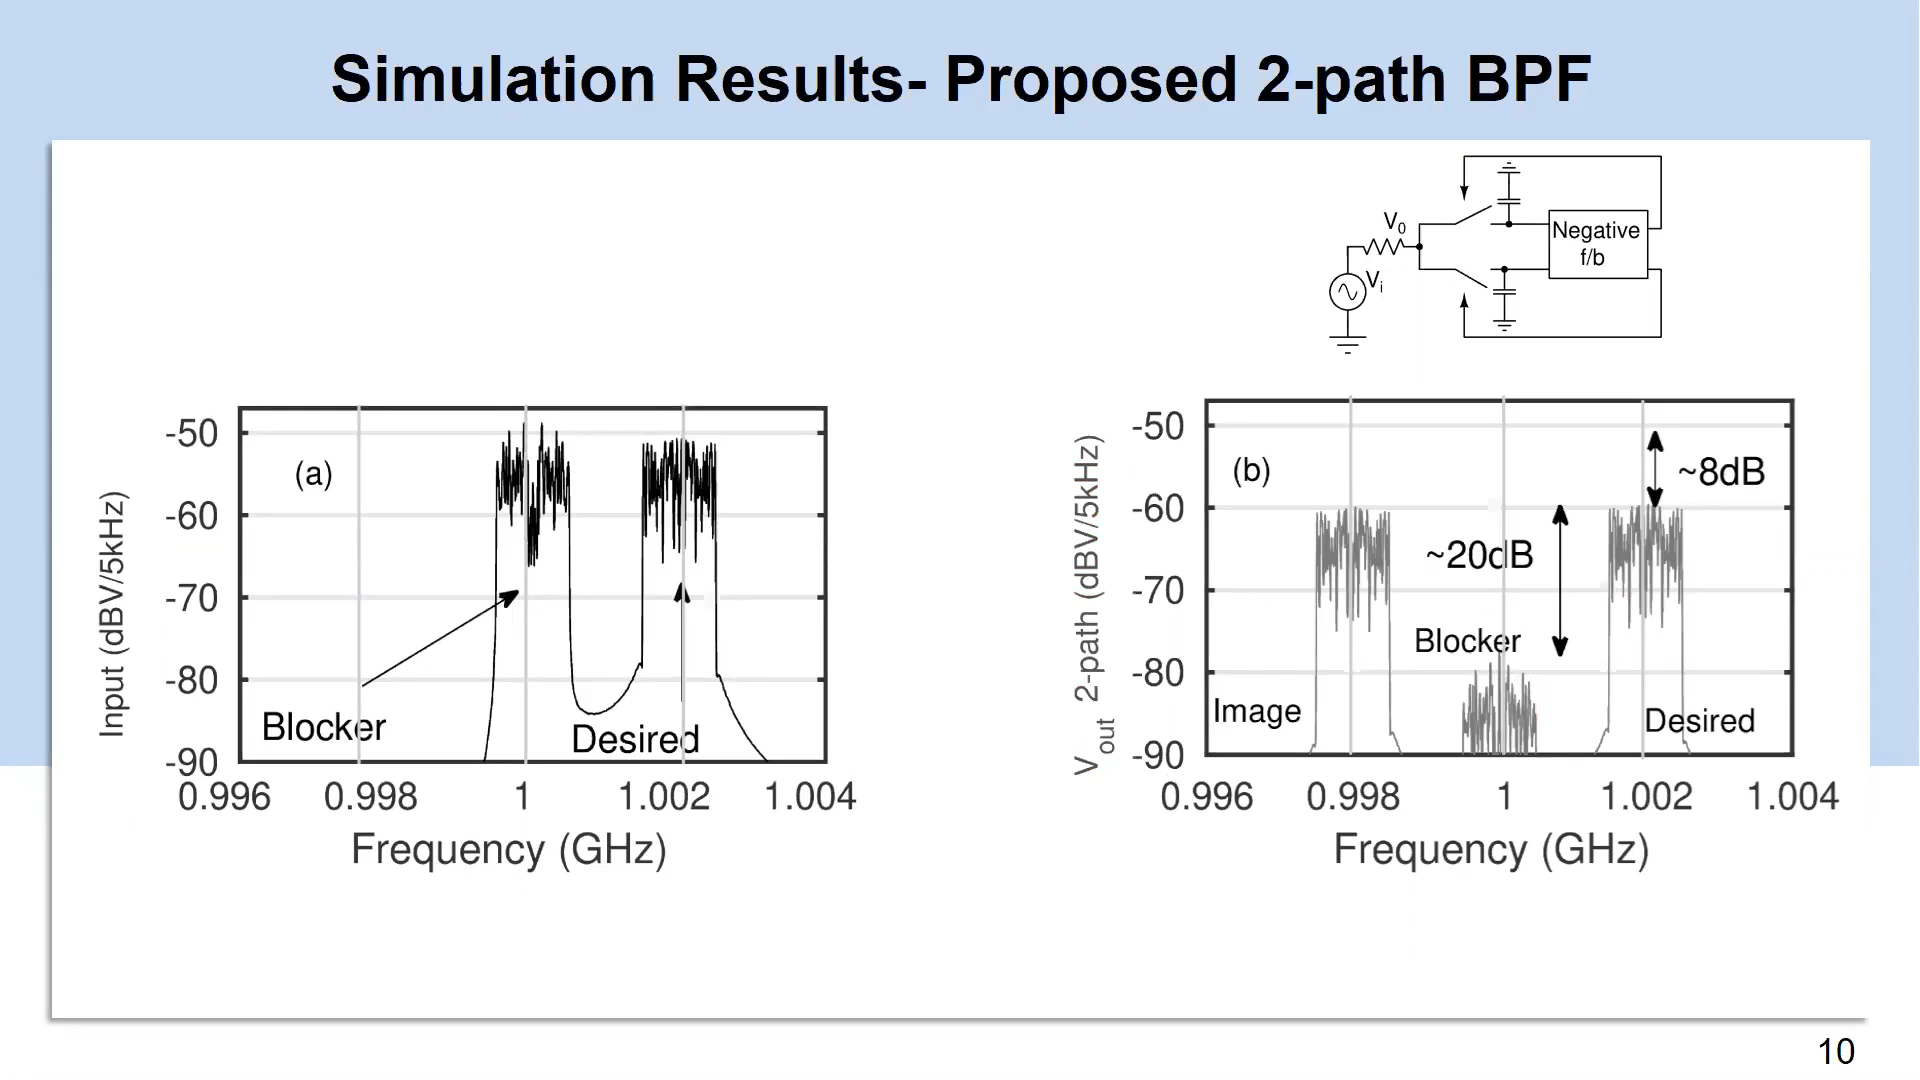 Simulation Results- Proposed 2-path BPF
V0
Vi
Negative
f/b
Input (dBV/5kHz)
-50
-60
-70
-80
-90
(a)
Blocker
Desired
0.996 0.998 1 1.002 1.004
Frequency (GHz)
Vout 2-path (dBV/5kHz)
-50
-60
-70
-80
-90
(b)
~8dB
~20dB
Blocker
Image
Desired
0.996 0.998 1 1.002 1.004
Frequency (GHz)
10